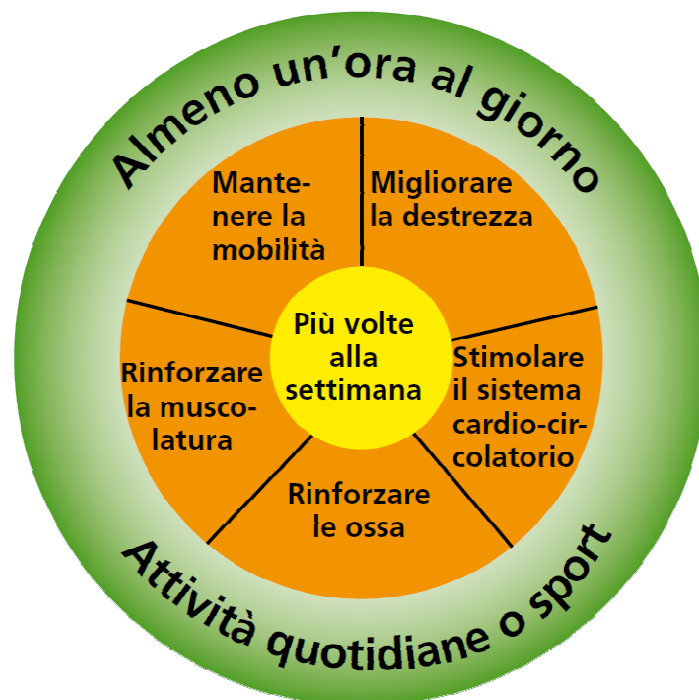 Almeno un’ora al giorno
Mante-
nere la
mobilità
Migliorare
la destrezza
Più volte
alla
settimana
Rinforzare
la musco-
latura
Stimolare
il sistema
cardio-cir-
colatorio
Rinforzare
le ossa
Attività quotidiane o sport